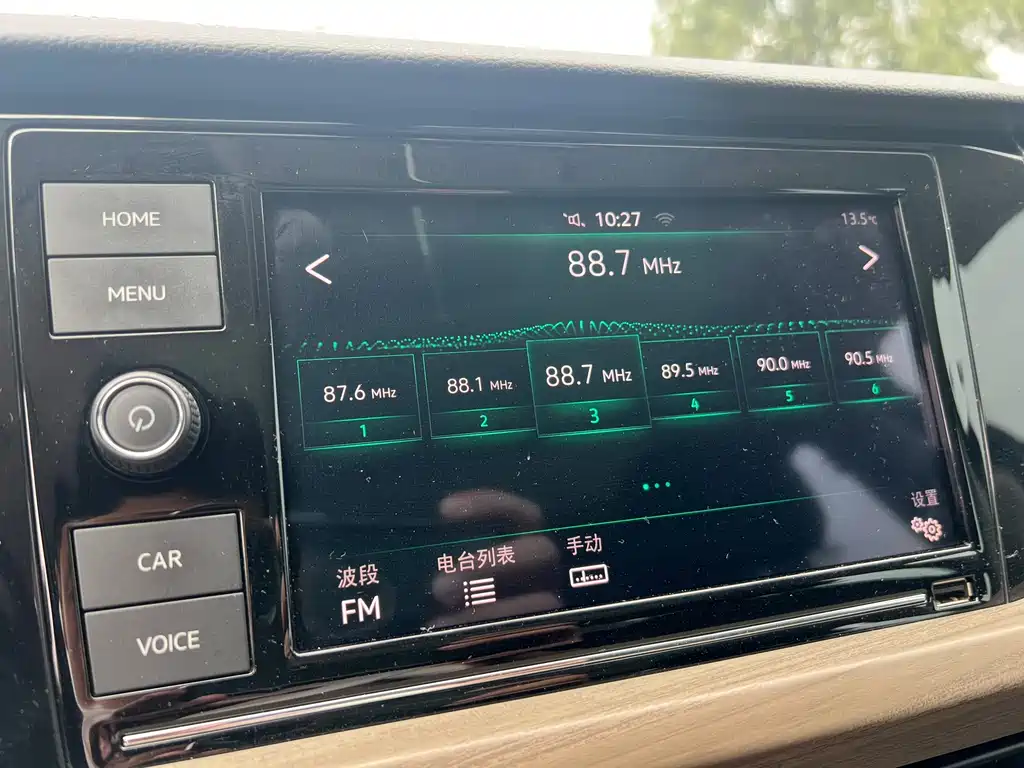 HOME
MENU
CAR
VOICE
10:27
13.5°C
88.7 MHz
87.6 MHz
1
88.1 MHz
2
88.7 MHz
3
89.5 MHz
4
90.0 MHz
5
90.5 MHz
6
波段
FM
电台列表
手动
设置